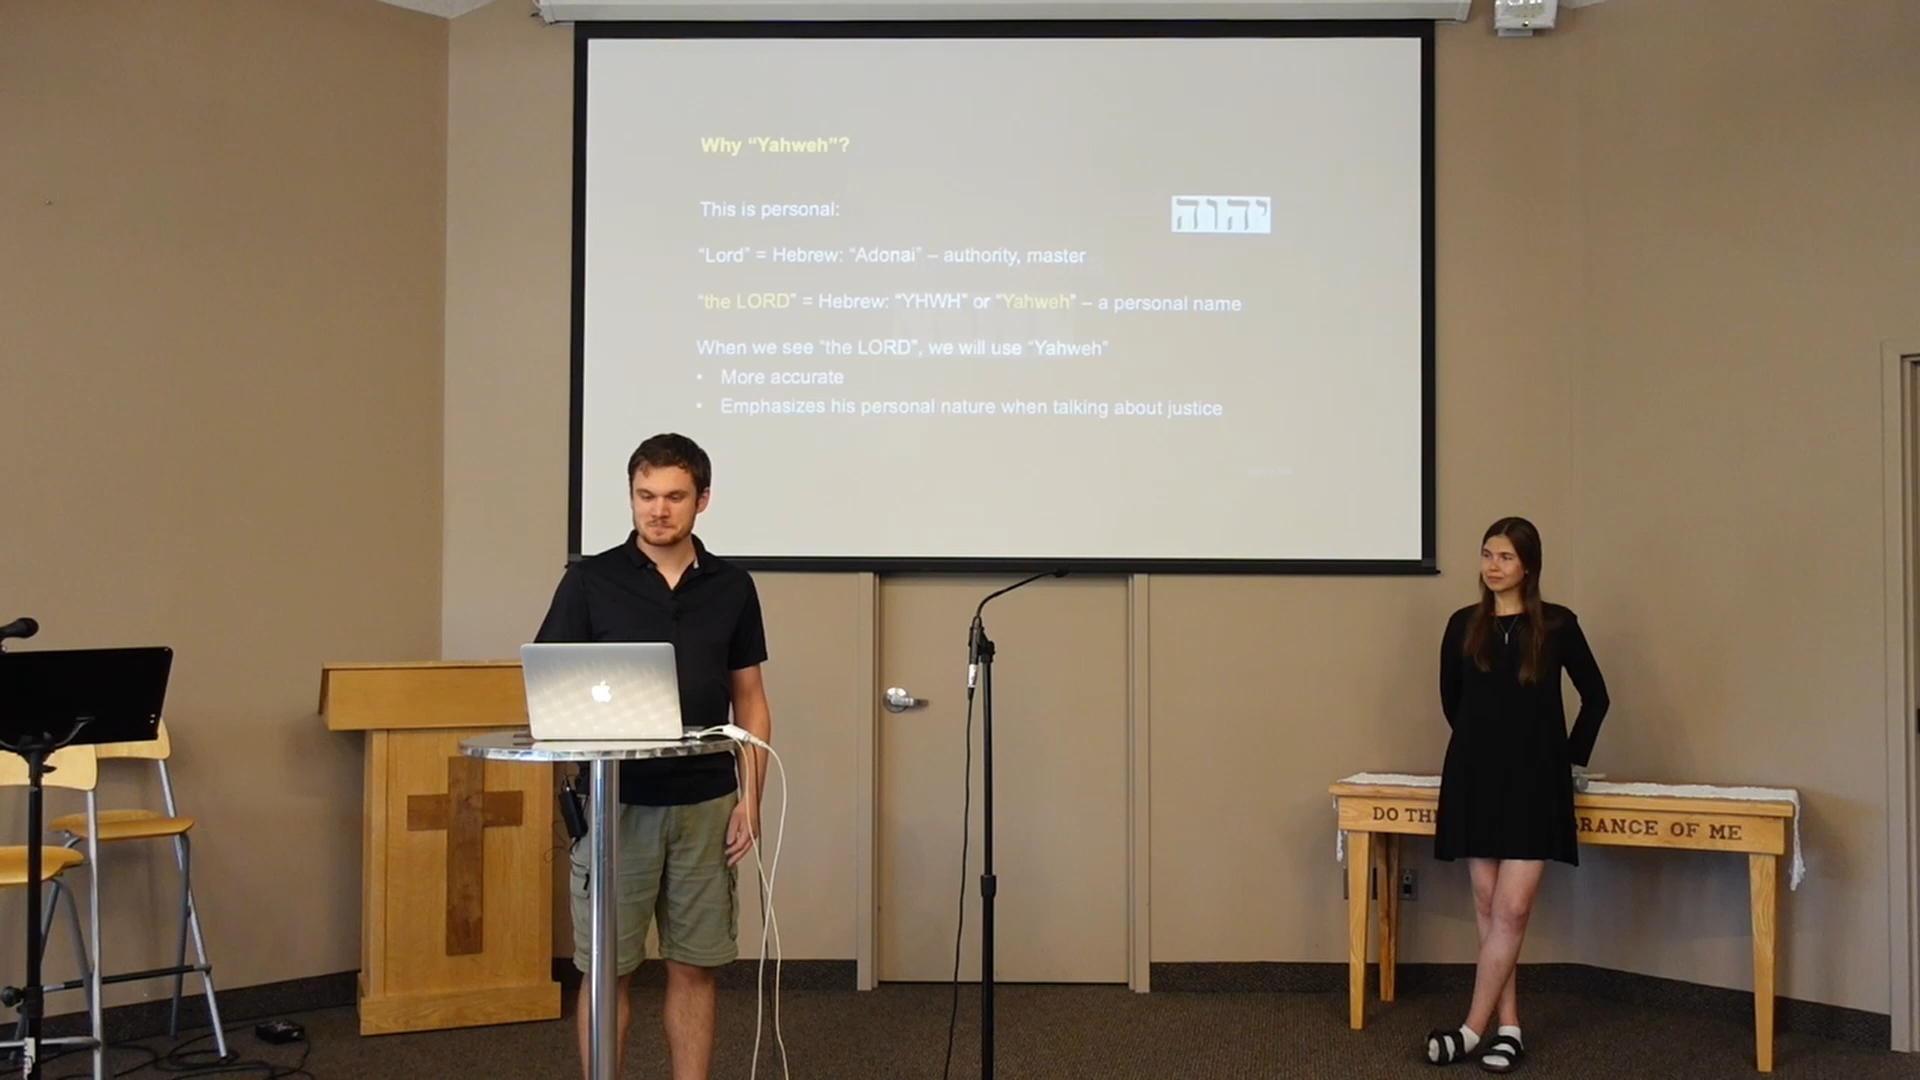 Why “Yahweh”?
This is personal:
יהוה
“Lord” = Hebrew: “Adonai” – authority, master
“the LORD” = Hebrew: “YHWH” or “Yahweh” – a personal name
When we see “the LORD”, we will use “Yahweh”
• More accurate
• Emphasizes his personal nature when talking about justice
DO TH
BRANCE OF ME